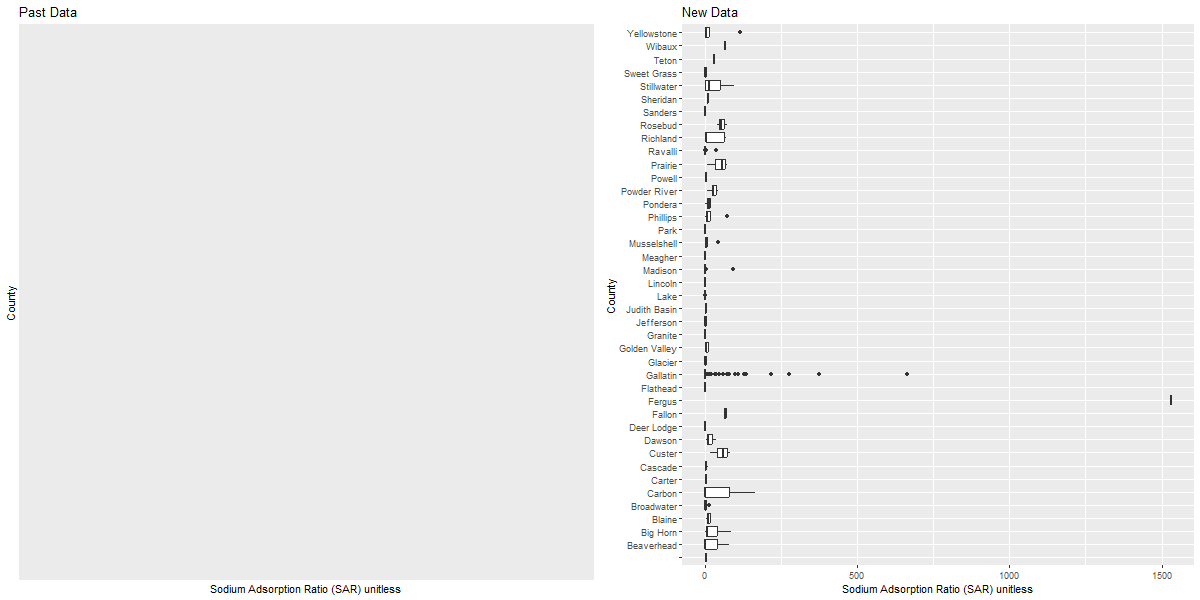 Past Data
County
Sodium Adsorption Ratio (SAR) unitless
New Data
County
Yellowstone
Wibaux
Teton
Sweet Grass
Stillwater
Sheridan
Sanders
Rosebud
Richland
Ravalli
Prairie
Powell
Powder River
Pondera
Phillips
Park
Musselshell
Meagher
Madison
Lincoln
Lake
Judith Basin
Jefferson
Granite
Golden Valley
Glacier
Gallatin
Flathead
Fergus
Fallon
Deer Lodge
Dawson
Custer
Cascade
Carter
Carbon
Broadwater
Blaine
Big Horn
Beaverhead
0 500 1000 1500
Sodium Adsorption Ratio (SAR) unitless